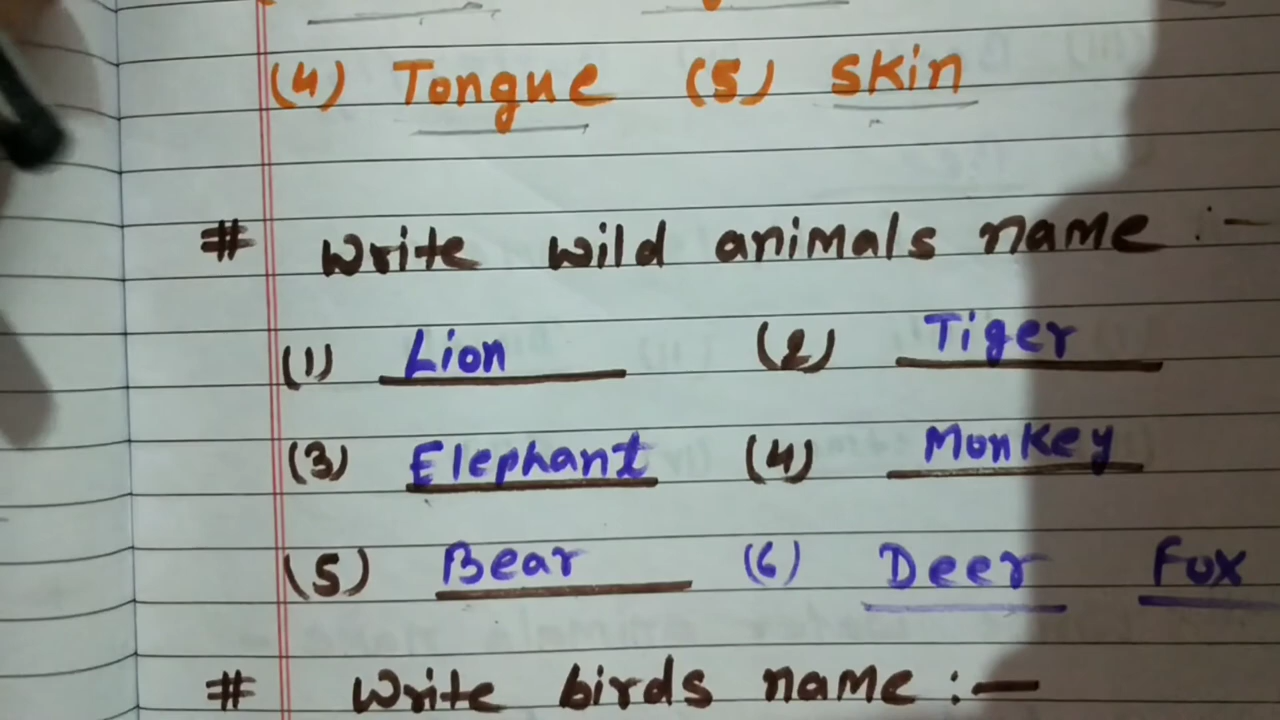 (4) Tongue (5) Skin
# Write wild animals name :-
(1) Lion (2) Tiger
(3) Elephant (4) Monkey
(5) Bear (6) Deer Fox
# Write birds name :-